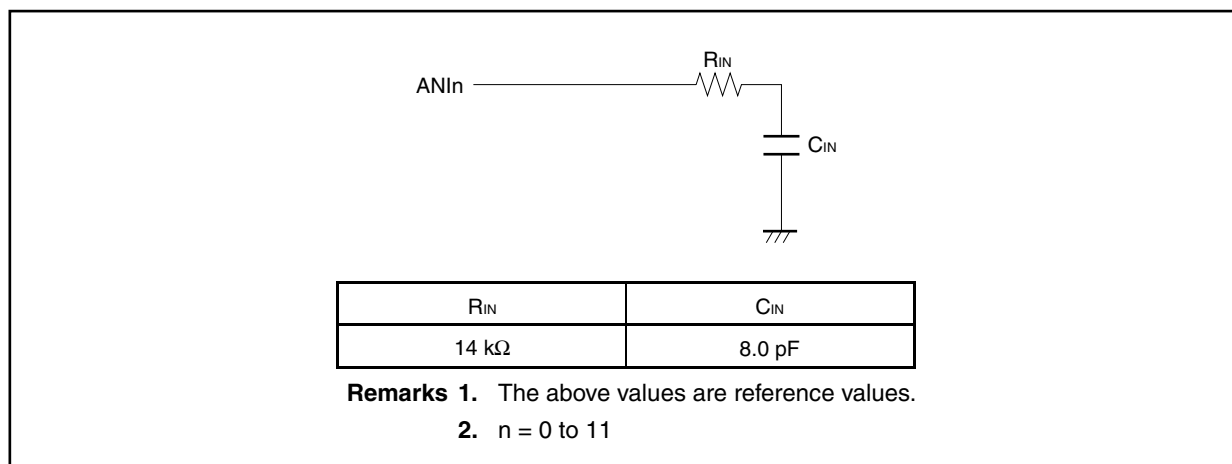 RIN
ANIn
CIN
RIN CIN
14 kΩ 8.0 pF
Remarks 1. The above values are reference values.
2. n = 0 to 11